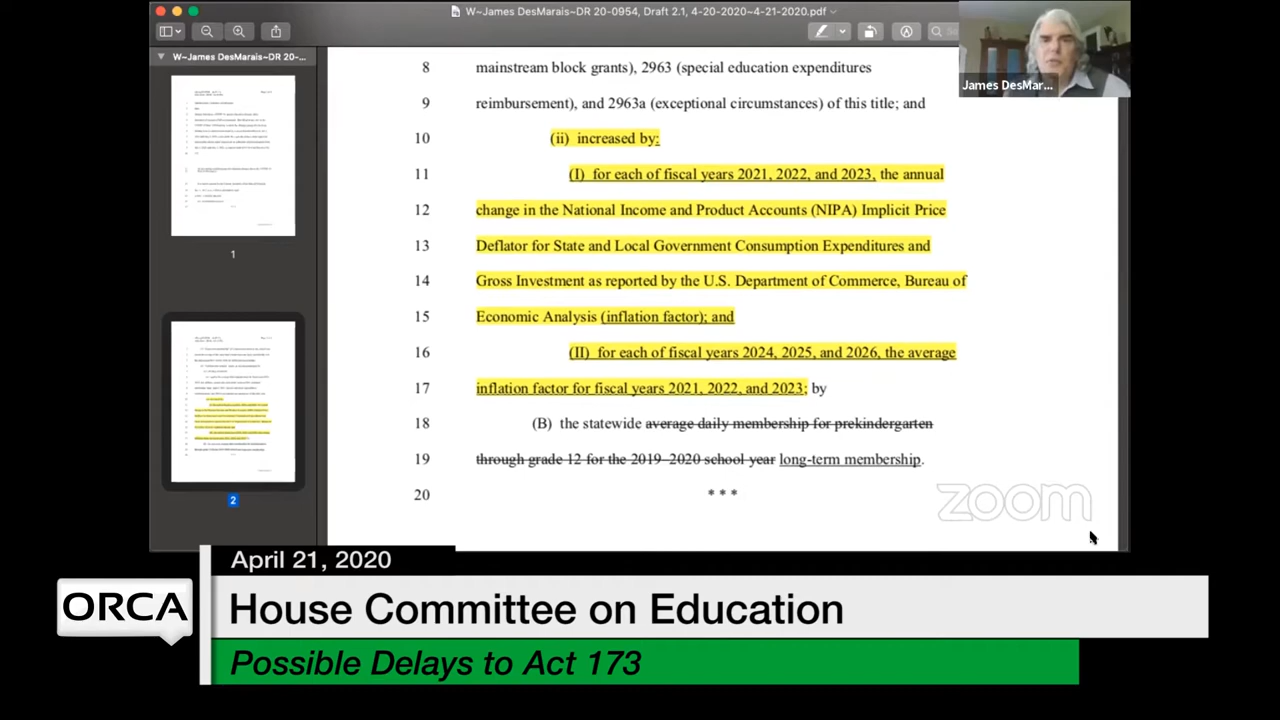 W~James DesMarais~DR 20-0954, Draft 2.1, 4-20-2020~4-21-2020.pdf
W~James DesMarais~DR 20-...
James DesMar...
8 mainstream block grants), 2963 (special education expenditures
9 reimbursement), and 2963a (exceptional circumstances) of this title; and
10 (ii) increased by:
11 (I) for each of fiscal years 2021, 2022, and 2023, the annual
12 change in the National Income and Product Accounts (NIPA) Implicit Price
13 Deflator for State and Local Government Consumption Expenditures and
14 Gross Investment as reported by the U.S. Department of Commerce, Bureau of
15 Economic Analysis (inflation factor); and
16 (II) for each of fiscal years 2024, 2025, and 2026, the average
17 inflation factor for fiscal years 2021, 2022, and 2023; by
18 (B) the statewide average daily membership for prekindergarten
19 through grade 12 for the 2019–2020 school year long-term membership.
20 * * *
1
2
zoom
April 21, 2020
ORCA
House Committee on Education
Possible Delays to Act 173